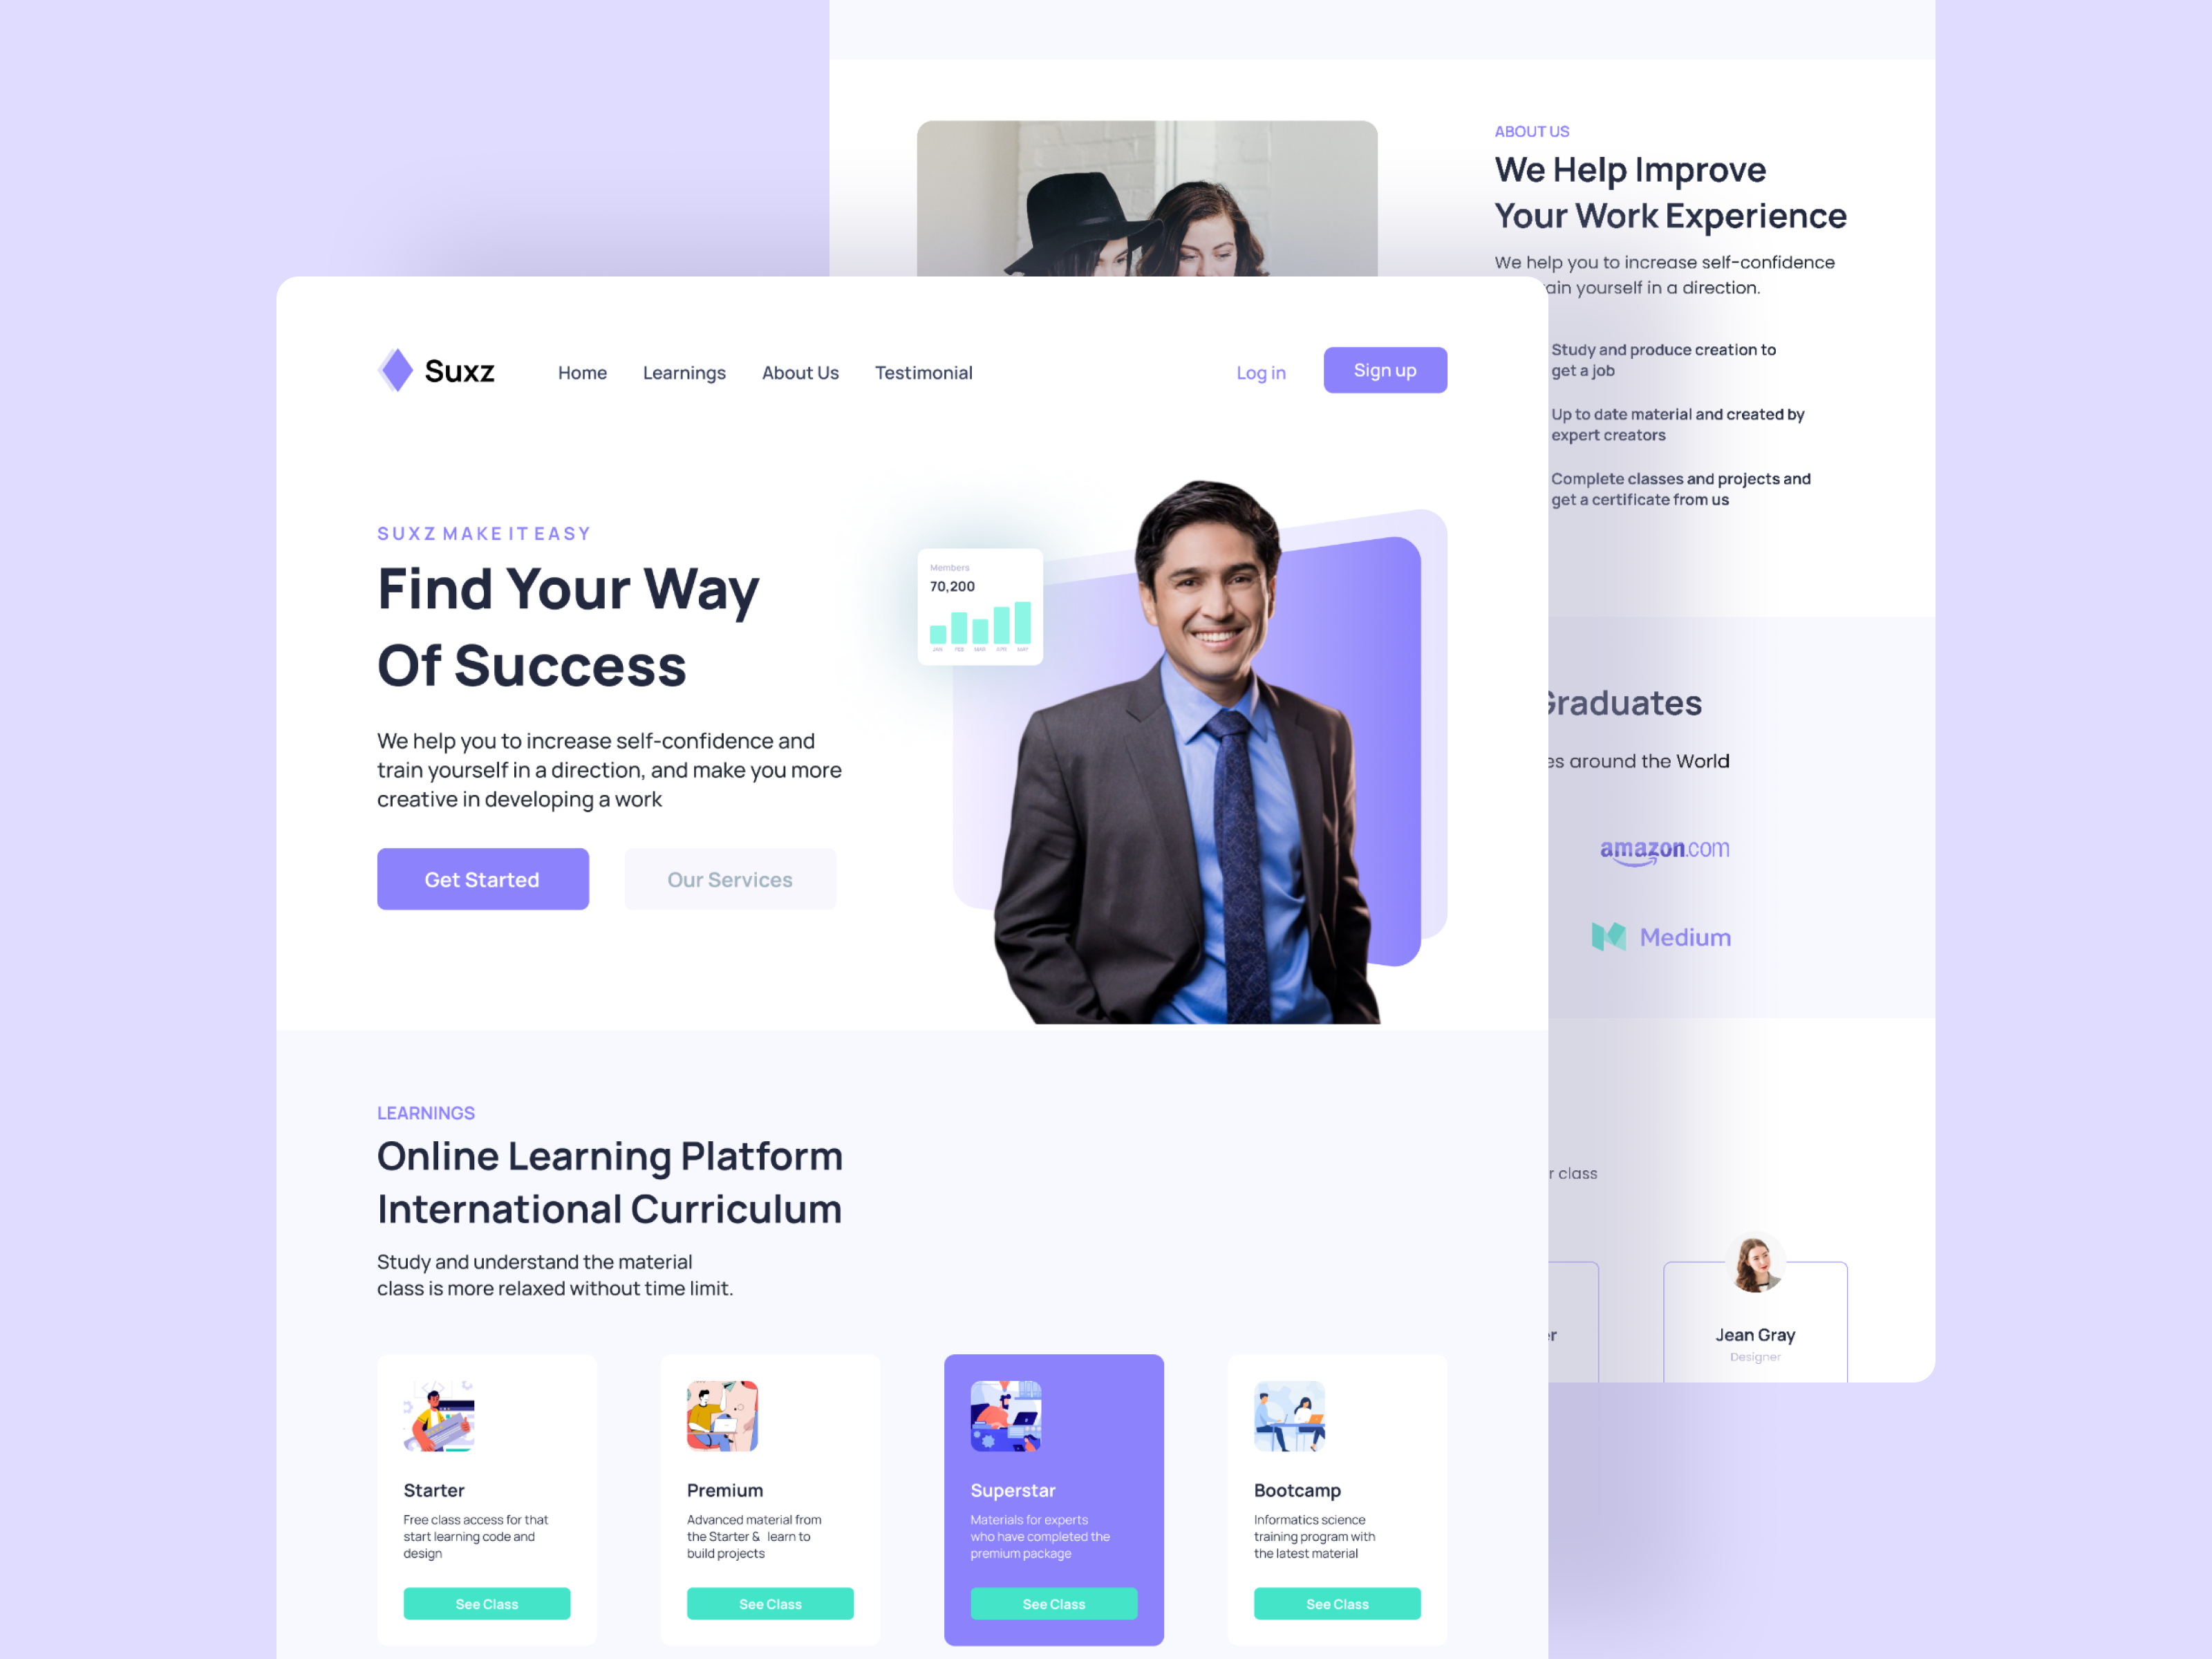 ABOUT US
We Help Improve
Your Work Experience
We help you to increase self-confidence
ain yourself in a direction.
Study and produce creation to
get a job
Up to date material and created by
expert creators
Complete classes and projects and
get a certificate from us
Graduates
es around the World
amazon.com
Medium
r class
er
Jean Gray
Designer
Suxz
Home
Learnings
About Us
Testimonial
Log in
Sign up
SUXZ MAKE IT EASY
Find Your Way
Of Success
We help you to increase self-confidence and
train yourself in a direction, and make you more
creative in developing a work
Get Started
Our Services
Members
70,200
JAN FEB MAR APR MAY
LEARNINGS
Online Learning Platform
International Curriculum
Study and understand the material
class is more relaxed without time limit.
Starter
Free class access for that
start learning code and
design
See Class
Premium
Advanced material from
the Starter & learn to
build projects
See Class
Superstar
Materials for experts
who have completed the
premium package
See Class
Bootcamp
Informatics science
training program with
the latest material
See Class